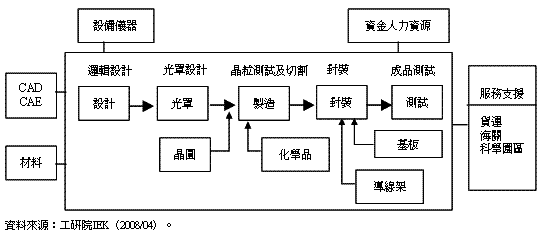 設備儀器
資金人力資源
邏輯設計
光罩設計
晶粒測試及切割
封裝
成品測試
CAD
CAE
設計
光罩
製造
封裝
測試
服務支援
貨運
海關
科學園區
材料
晶圓
化學品
基板
導線架
資料來源：工研院IEK（2008/04）。